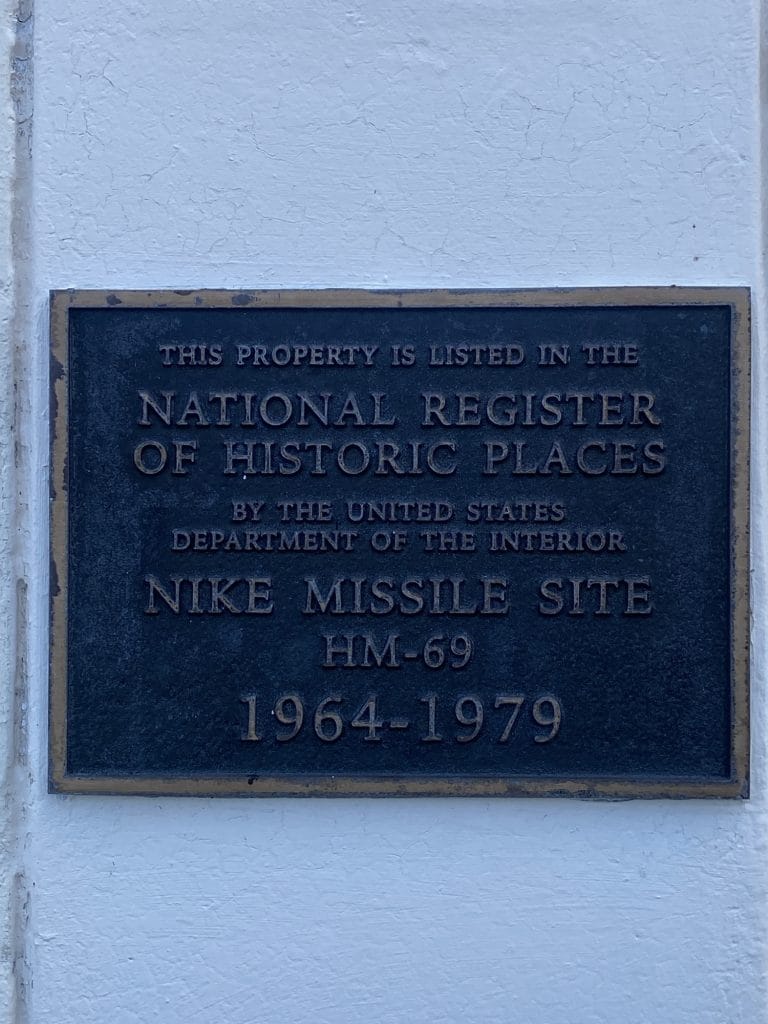 THIS PROPERTY IS LISTED IN THE
NATIONAL REGISTER
OF HISTORIC PLACES
BY THE UNITED STATES
DEPARTMENT OF THE INTERIOR
NIKE MISSILE SITE
HM-69
1964-1979